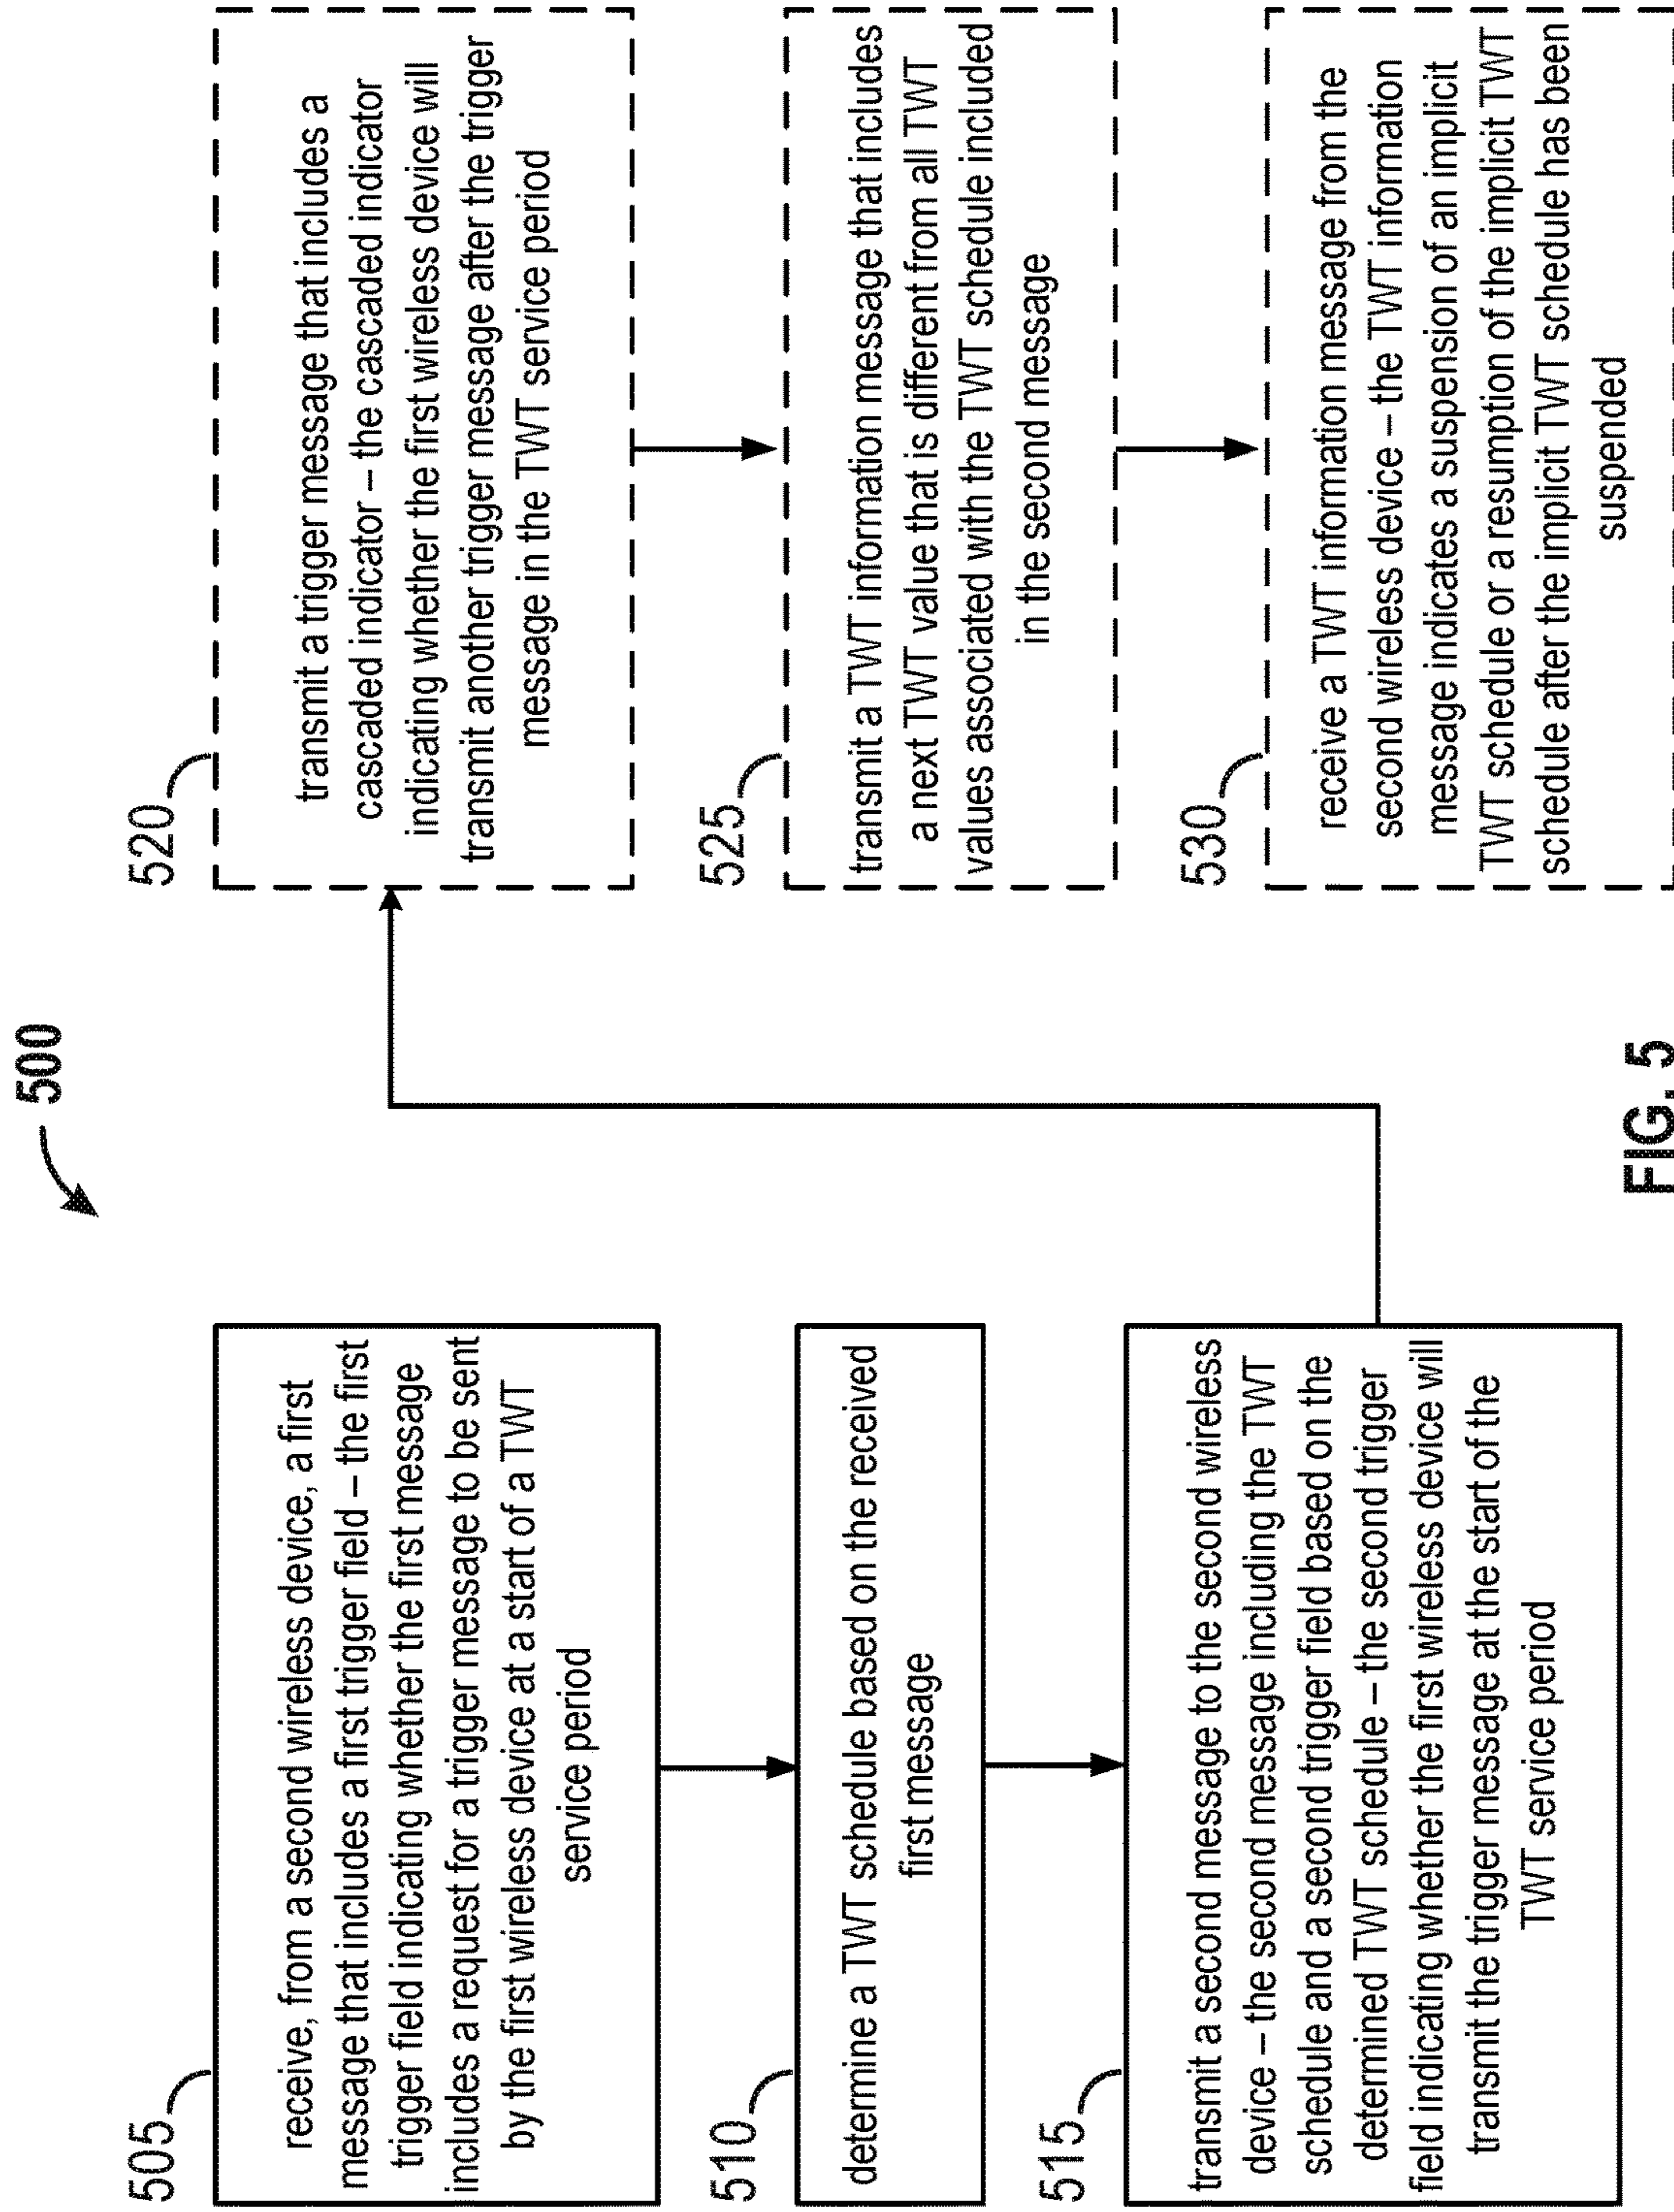 500
505
receive, from a second wireless device, a first
message that includes a first trigger field – the first
trigger field indicating whether the first message
includes a request for a trigger message to be sent
by the first wireless device at a start of a TWT
service period
510
determine a TWT schedule based on the received
first message
515
transmit a second message to the second wireless
device – the second message including the TWT
schedule and a second trigger field based on the
determined TWT schedule – the second trigger
field indicating whether the first wireless device will
transmit the trigger message at the start of the
TWT service period
520
transmit a trigger message that includes a
cascaded indicator – the cascaded indicator
indicating whether the first wireless device will
transmit another trigger message after the trigger
message in the TWT service period
525
transmit a TWT information message that includes
a next TWT value that is different from all TWT
values associated with the TWT schedule included
in the second message
530
receive a TWT information message from the
second wireless device – the TWT information
message indicates a suspension of an implicit
TWT schedule or a resumption of the implicit TWT
schedule after the implicit TWT schedule has been
suspended
FIG. 5